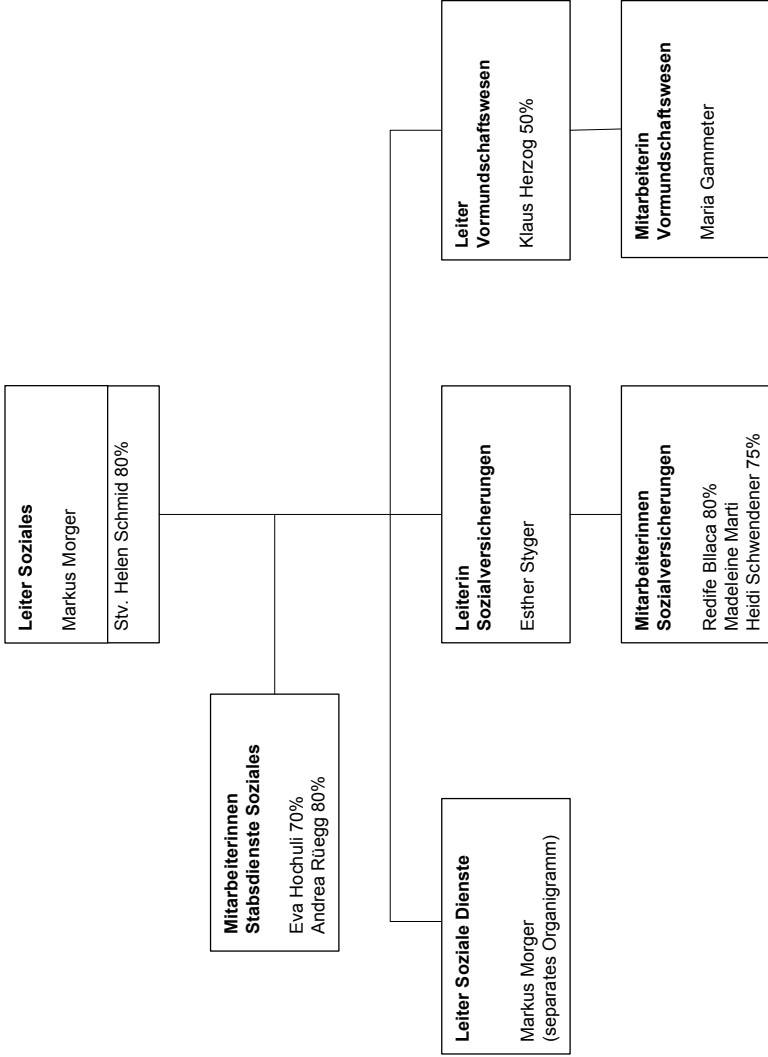 Leiter Soziales
Markus Morger
Stv. Helen Schmid 80%
Mitarbeiterinnen
Stabsdienste Soziales
Eva Hochuli 70%
Andrea Rüegg 80%
Leiter Soziale Dienste
Markus Morger
(separates Organigramm)
Leiterin
Sozialversicherungen
Esther Styger
Leiter
Vormundschaftswesen
Klaus Herzog 50%
Mitarbeiterinnen
Sozialversicherungen
Redife Bllaca 80%
Madeleine Marti
Heidi Schwendener 75%
Mitarbeiterin
Vormundschaftswesen
Maria Gammeter